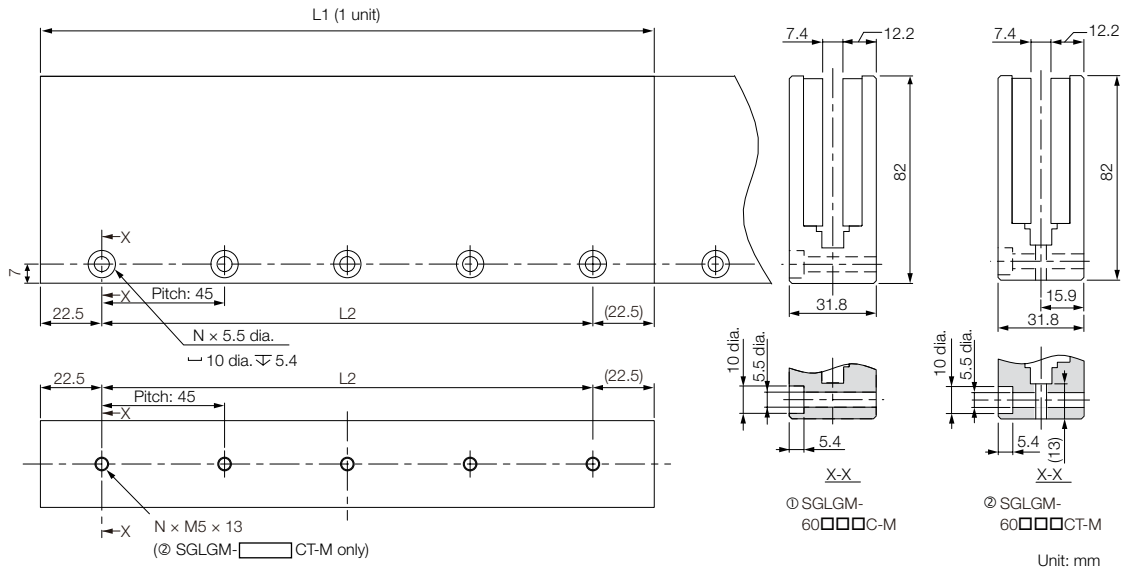 L1 (1 unit)
X
7
X
Pitch: 45
22.5
L2
(22.5)
N × 5.5 dia.
⌴ 10 dia. ↧ 5.4
22.5
L2
(22.5)
Pitch: 45
X
X
N × M5 × 13
(② SGLGM-□ CT-M only)
7.4
12.2
82
31.8
10 dia.
5.5 dia.
5.4
X-X
① SGLGM-
60□□□C-M
7.4
12.2
82
15.9
31.8
10 dia.
5.5 dia.
5.4
(13)
X-X
② SGLGM-
60□□□CT-M
Unit: mm